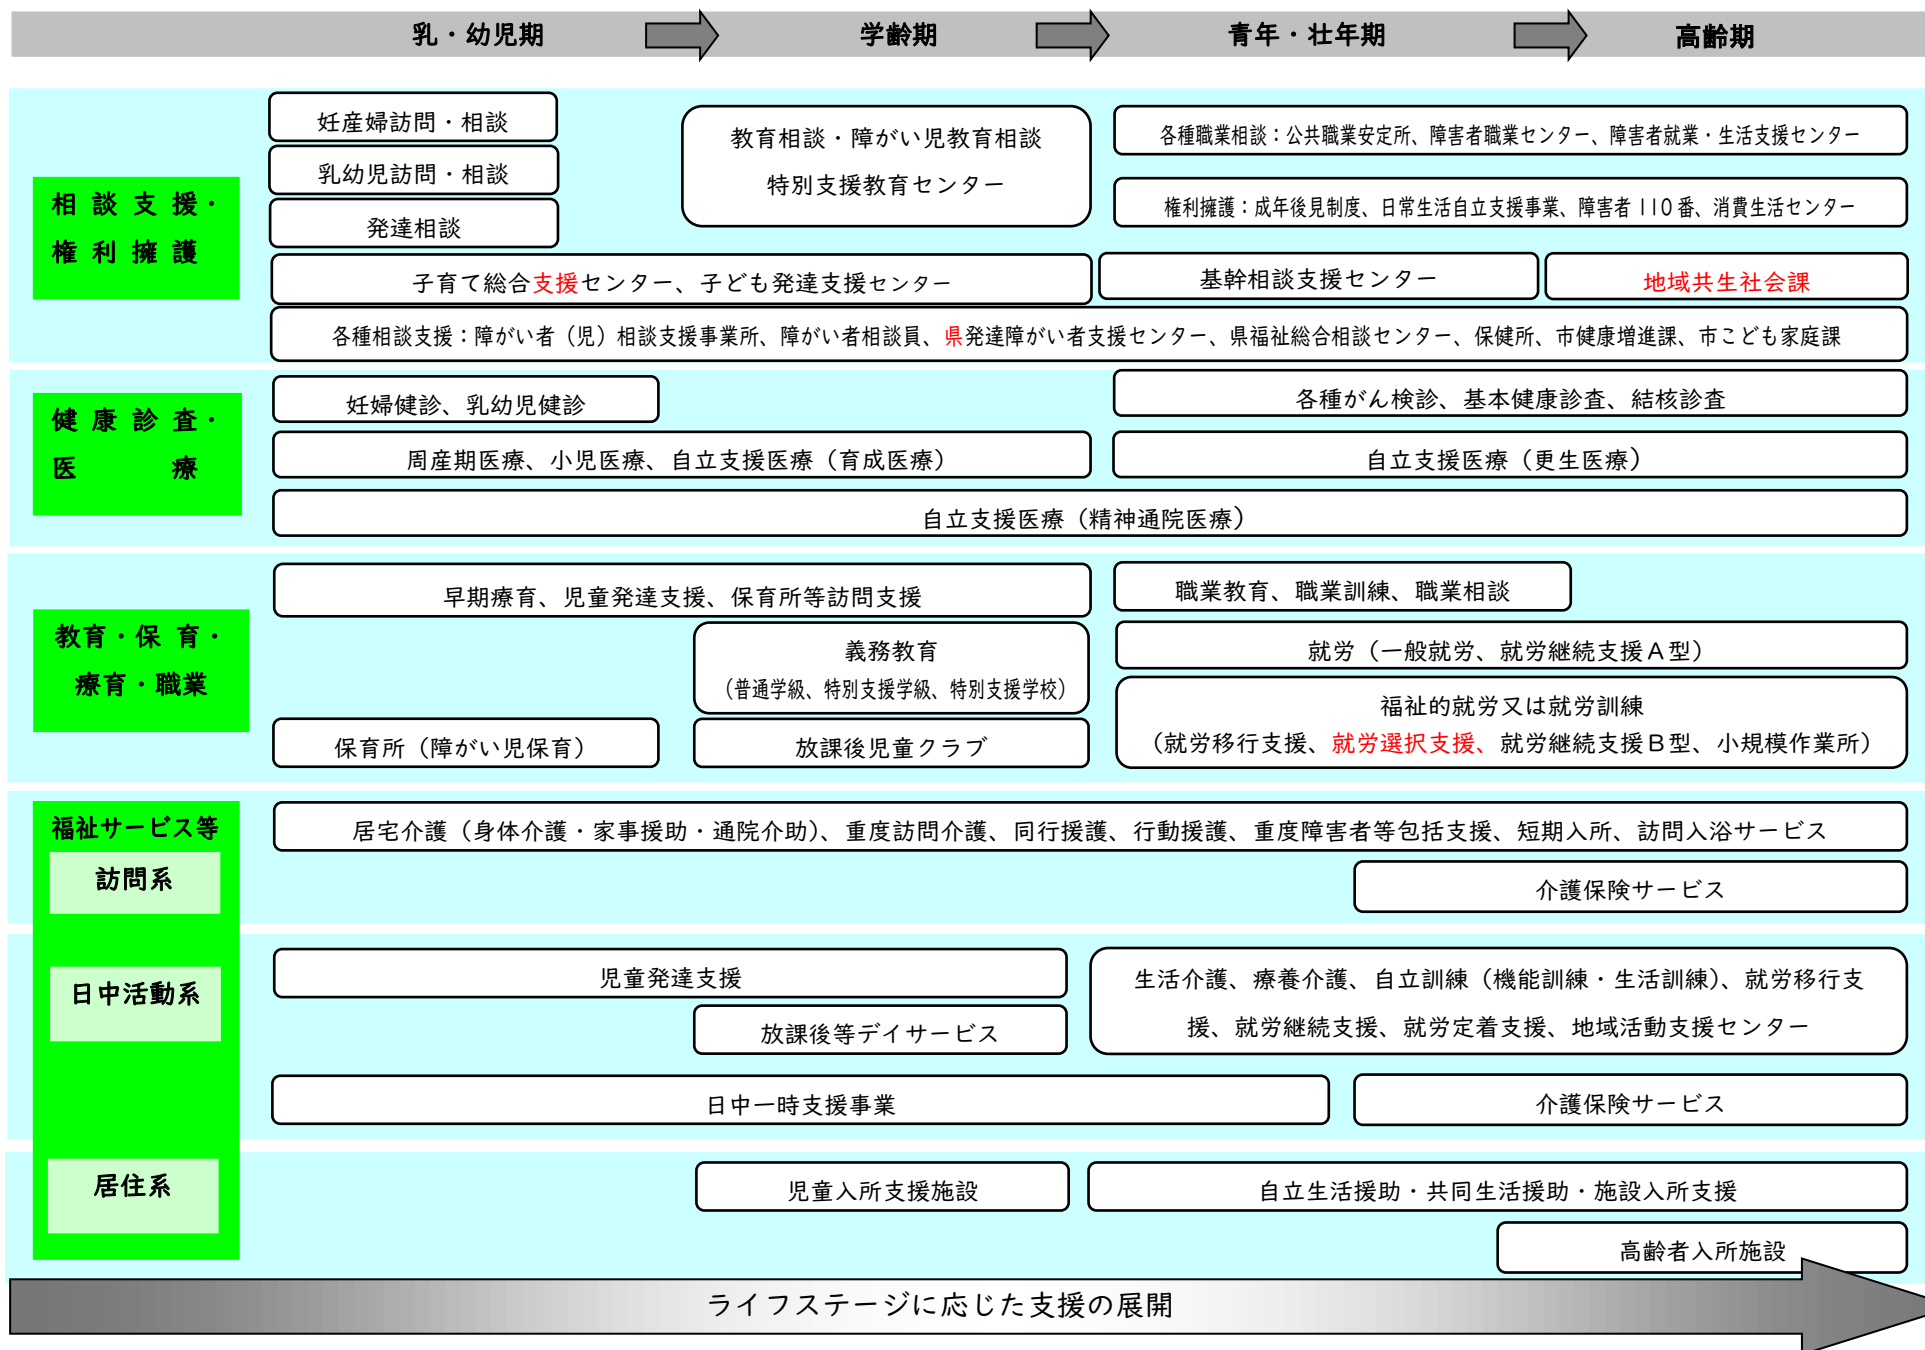 乳・幼児期
学齢期
青年・壮年期
高齢期
相談支援・
権利擁護
妊産婦訪問・相談
乳幼児訪問・相談
発達相談
教育相談・障がい児教育相談
特別支援教育センター
各種職業相談：公共職業安定所、障害者職業センター、障害者就業・生活支援センター
権利擁護：成年後見制度、日常生活自立支援事業、障害者110番、消費生活センター
子育て総合支援センター、子ども発達支援センター
基幹相談支援センター
地域共生社会課
各種相談支援：障がい者（児）相談支援事業所、障がい者相談員、県発達障がい者支援センター、県福祉総合相談センター、保健所、市健康増進課、市こども家庭課
健康診査・
医療
妊婦健診、乳幼児健診
各種がん検診、基本健康診査、結核診査
周産期医療、小児医療、自立支援医療（育成医療）
自立支援医療（更生医療）
自立支援医療（精神通院医療）
教育・保育・
療育・職業
早期療育、児童発達支援、保育所等訪問支援
職業教育、職業訓練、職業相談
義務教育
（普通学級、特別支援学級、特別支援学校）
就労（一般就労、就労継続支援Ａ型）
福祉的就労又は就労訓練
（就労移行支援、就労選択支援、就労継続支援Ｂ型、小規模作業所）
保育所（障がい児保育）
放課後児童クラブ
福祉サービス等
訪問系
居宅介護（身体介護・家事援助・通院介助）、重度訪問介護、同行援護、行動援護、重度障害者等包括支援、短期入所、訪問入浴サービス
介護保険サービス
日中活動系
児童発達支援
放課後等デイサービス
生活介護、療養介護、自立訓練（機能訓練・生活訓練）、就労移行支
援、就労継続支援、就労定着支援、地域活動支援センター
日中一時支援事業
介護保険サービス
居住系
児童入所支援施設
自立生活援助・共同生活援助・施設入所支援
高齢者入所施設
ライフステージに応じた支援の展開